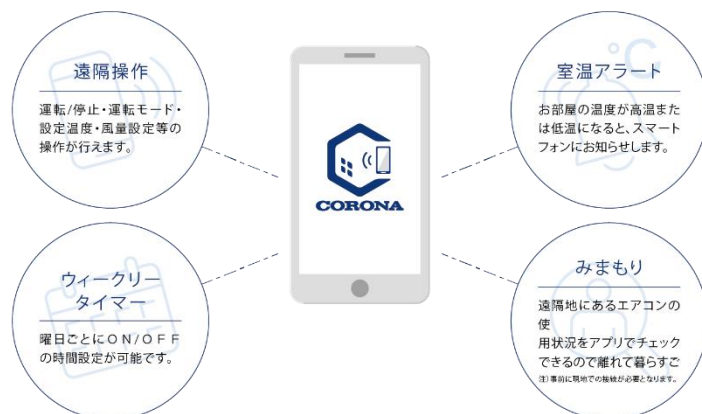 遠隔操作
運転/停止・運転モード・
設定温度・風量設定等の
操作が行えます。
室温アラート
℃
お部屋の温度が高温また
は低温になると、スマート
フォンにお知らせします。
CORONA
ウィークリー
タイマー
曜日ごとにON/OFF
の時間設定が可能です。
みまもり
遠隔地にあるエアコンの
使
用状況をアプリでチェック
できるので離れて暮らすご
注)事前に現地での接続が必要となります。